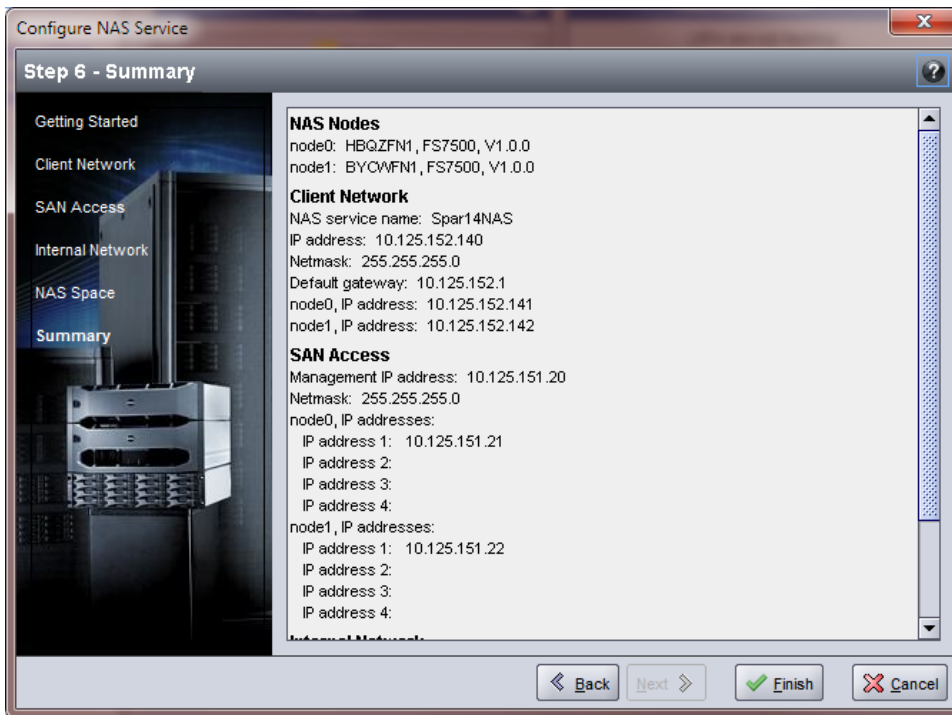 Configure NAS Service
Step 6 - Summary
?
Getting Started
Client Network
SAN Access
Internal Network
NAS Space
Summary
NAS Nodes
node0: HBQZFN1, FS7500, V1.0.0
node1: BYCWFN1, FS7500, V1.0.0
Client Network
NAS service name: Spar14NAS
IP address: 10.125.152.140
Netmask: 255.255.255.0
Default gateway: 10.125.152.1
node0, IP address: 10.125.152.141
node1, IP address: 10.125.152.142
SAN Access
Management IP address: 10.125.151.20
Netmask: 255.255.255.0
node0, IP addresses:
IP address 1: 10.125.151.21
IP address 2:
IP address 3:
IP address 4:
node1, IP addresses:
IP address 1: 10.125.151.22
IP address 2:
IP address 3:
IP address 4:
Internal Network
Back
Next
Finish
Cancel